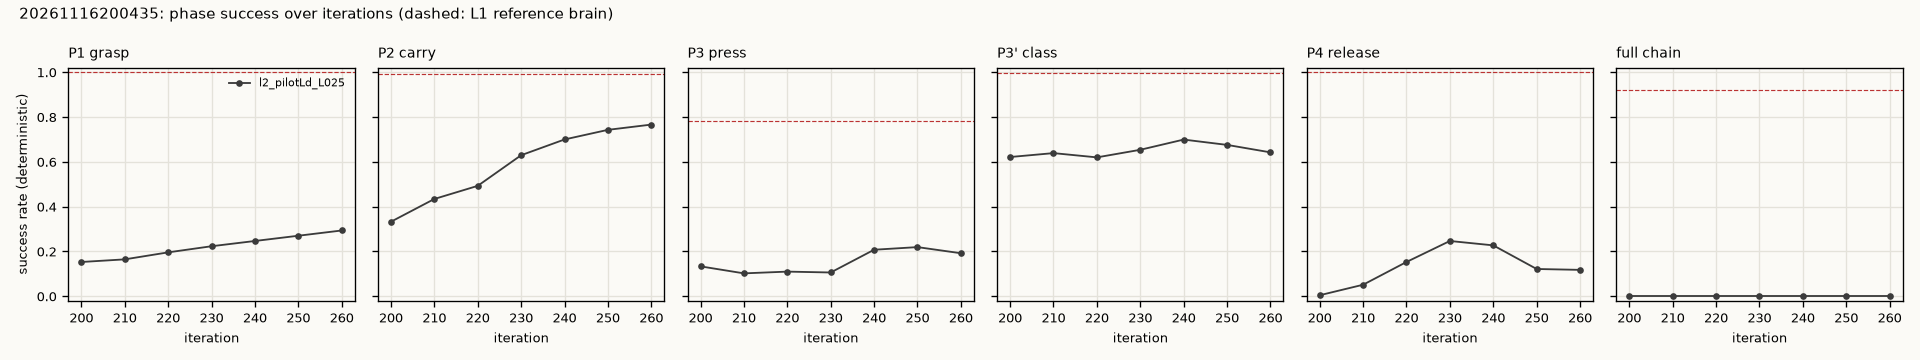 20261116200435: phase success over iterations (dashed: L1 reference brain)
P1 grasp
P2 carry
P3 press
P3' class
P4 release
full chain
l2_pilotLd_L025
success rate (deterministic)
1.0
0.8
0.6
0.4
0.2
0.0
200 210 220 230 240 250 260
200 210 220 230 240 250 260
200 210 220 230 240 250 260
200 210 220 230 240 250 260
200 210 220 230 240 250 260
200 210 220 230 240 250 260
iteration
iteration
iteration
iteration
iteration
iteration